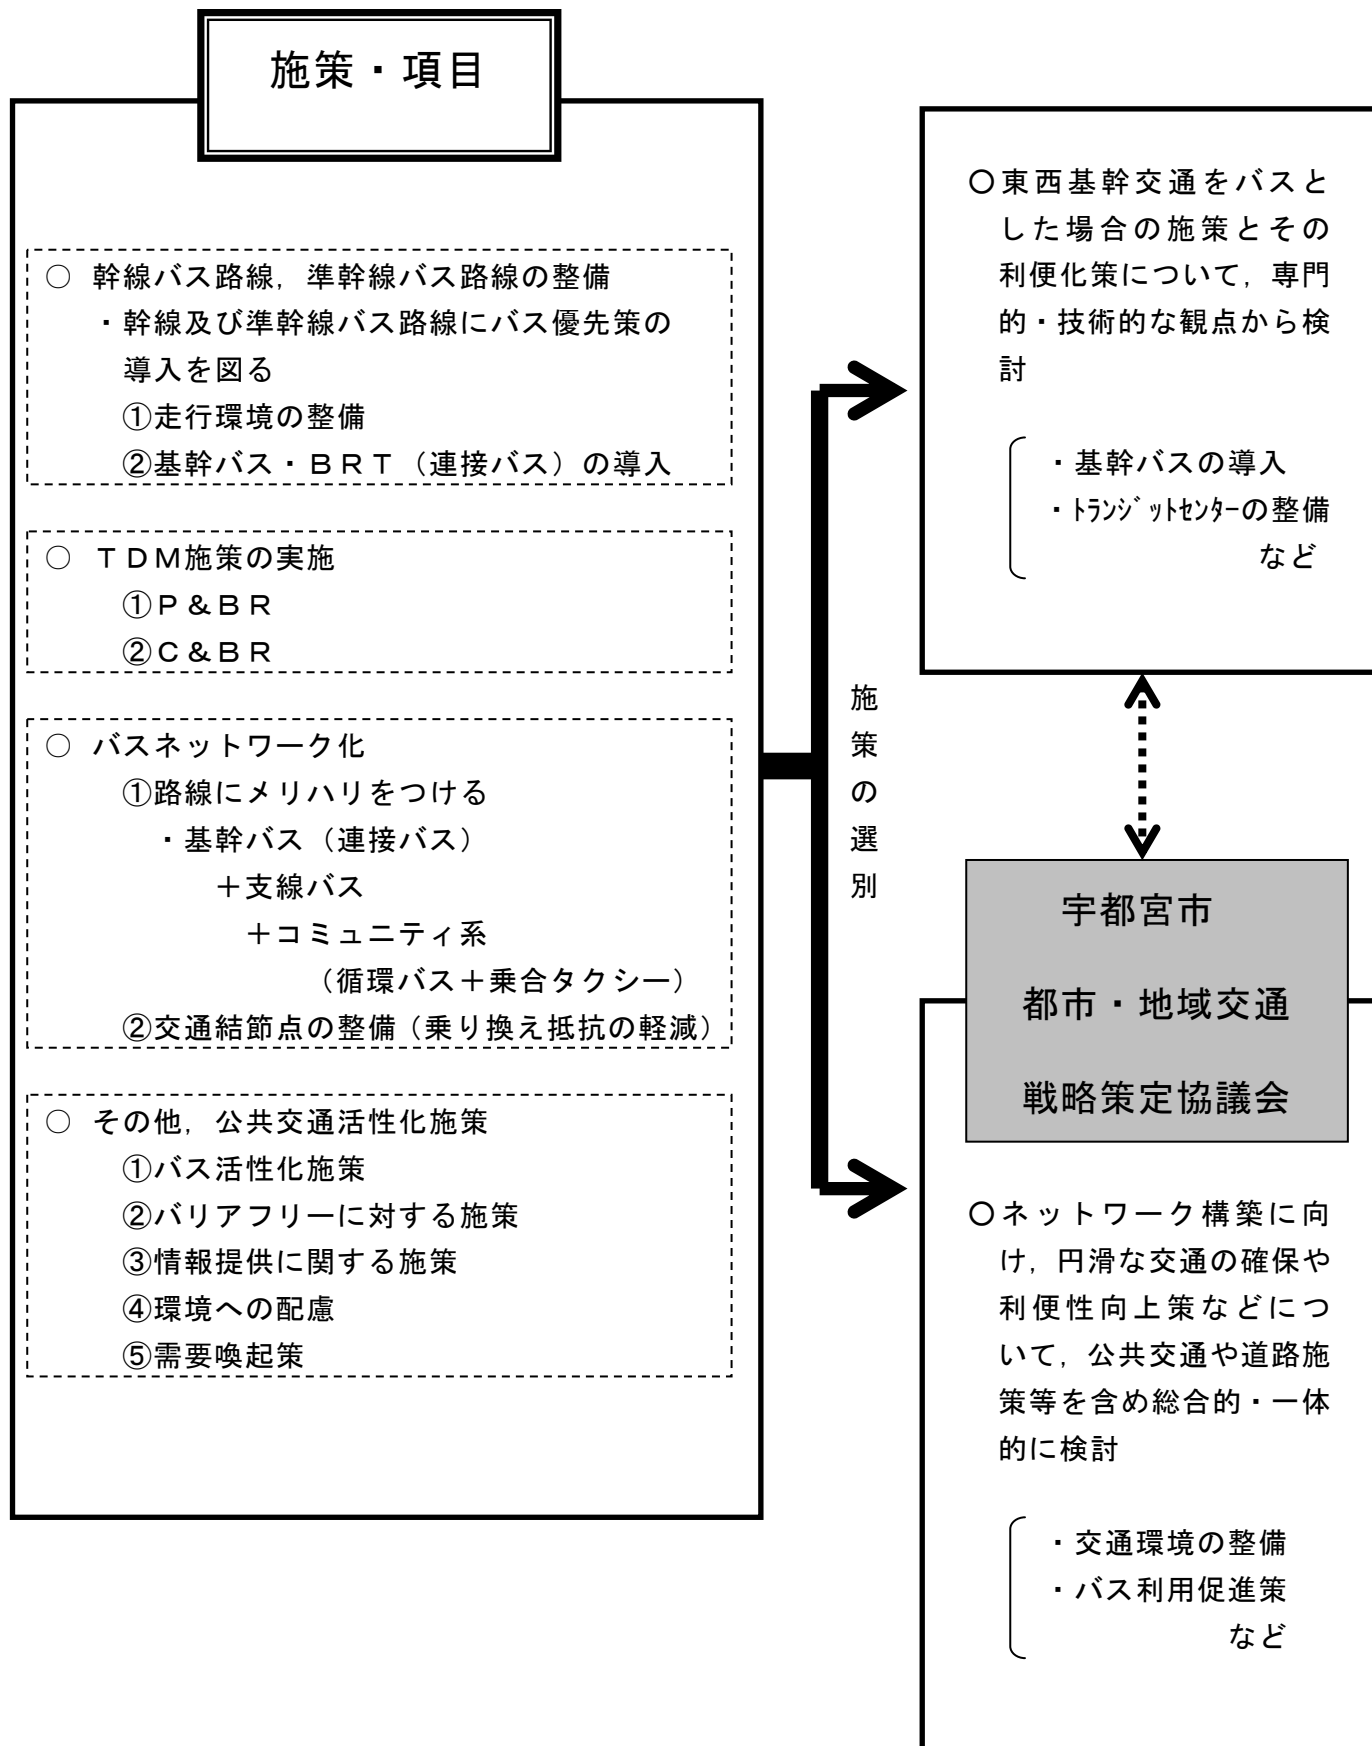 施策・項目
○ 幹線バス路線，準幹線バス路線の整備
・幹線及び準幹線バス路線にバス優先策の
導入を図る
①走行環境の整備
②基幹バス・ＢＲＴ（連接バス）の導入
○ ＴＤＭ施策の実施
①Ｐ＆ＢＲ
②Ｃ＆ＢＲ
○ バスネットワーク化
①路線にメリハリをつける
・基幹バス（連接バス）
＋支線バス
＋コミュニティ系
（循環バス＋乗合タクシー）
②交通結節点の整備（乗り換え抵抗の軽減）
○ その他，公共交通活性化施策
①バス活性化施策
②バリアフリーに対する施策
③情報提供に関する施策
④環境への配慮
⑤需要喚起策
施策の選別
○東西基幹交通をバスと
した場合の施策とその
利便化策について，専門
的・技術的な観点から検
討
・基幹バスの導入
・ﾄﾗﾝｼﾞｯﾄｾﾝﾀｰの整備
など
宇都宮市
都市・地域交通
戦略策定協議会
○ネットワーク構築に向
け，円滑な交通の確保や
利便性向上策などにつ
いて，公共交通や道路施
策等を含め総合的・一体
的に検討
・交通環境の整備
・バス利用促進策
など